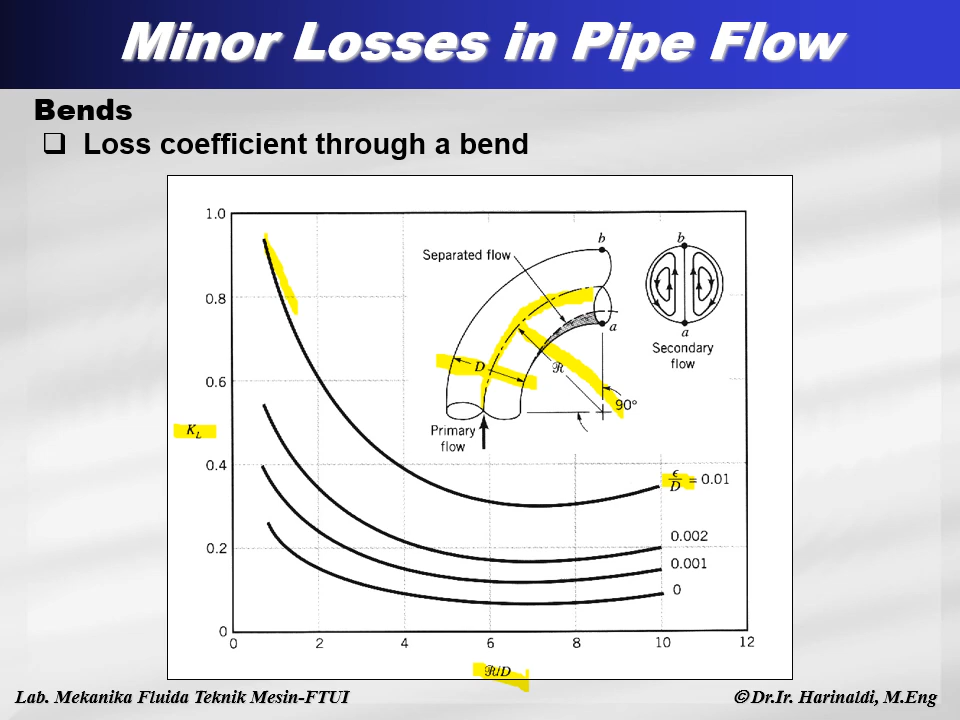 Minor Losses in Pipe Flow
Bends
❑ Loss coefficient through a bend
1.0
0.8
0.6
0.4
0.2
0
K_L
0 2 4 6 8 10 12
ℛ/D
Separated flow
b
a
D
ℛ
90°
Primary
flow
b
a
Secondary
flow
ϵ/D = 0.01
0.002
0.001
0
Lab. Mekanika Fluida Teknik Mesin-FTUI
©Dr.Ir. Harinaldi, M.Eng